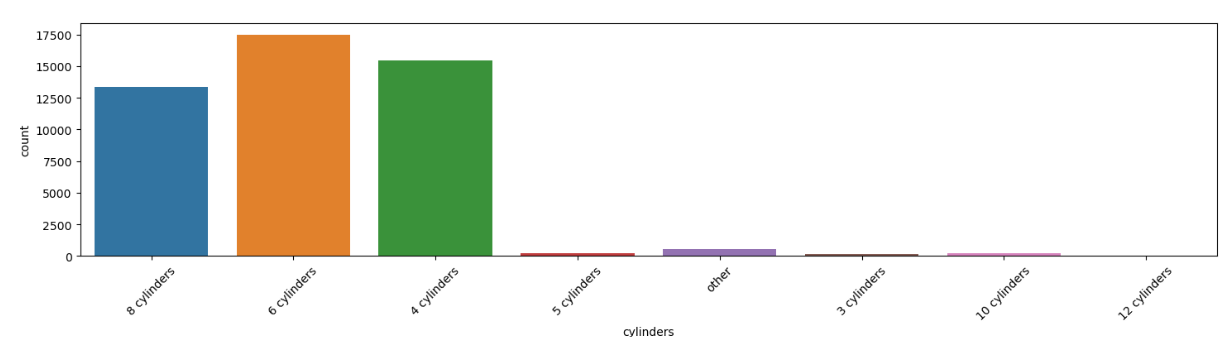 17500
15000
12500
10000
7500
5000
2500
0
count
8 cylinders
6 cylinders
4 cylinders
5 cylinders
other
3 cylinders
10 cylinders
12 cylinders
cylinders